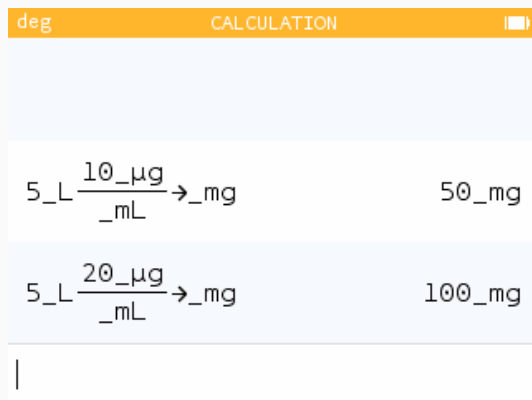 deg CALCULATION
5_L 10_μg/_mL →_mg 50_mg
5_L 20_μg/_mL →_mg 100_mg